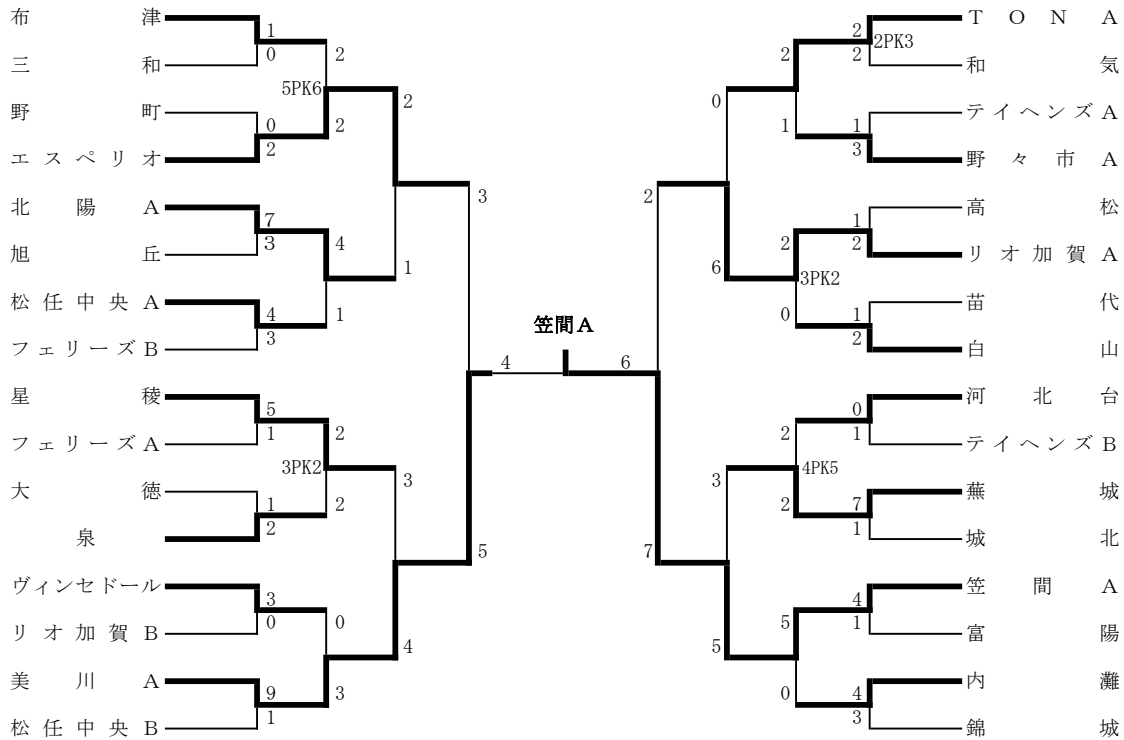 布津
1
0
三和
2
5PK6
野町
0
2
エスペリオ
2
2
北陽A
7
3
旭丘
4
松任中央A
4
3
フェリーズB
1
1
3
星稜
5
1
フェリーズA
2
3PK2
大徳
1
2
泉
2
3
ヴィンセドール
3
0
リオ加賀B
0
美川A
9
1
松任中央B
3
4
5
笠間A
4
6
TONA
2
2PK3
2
和気
2
テイヘンズA
1
3
野々市A
1
0
高松
1
2
リオ加賀A
2
3PK2
苗代
1
2
白山
0
6
2
河北台
0
1
テイヘンズB
2
4PK5
蕪城
7
1
城北
2
3
笠間A
4
1
富陽
5
内灘
4
3
錦城
0
5
7